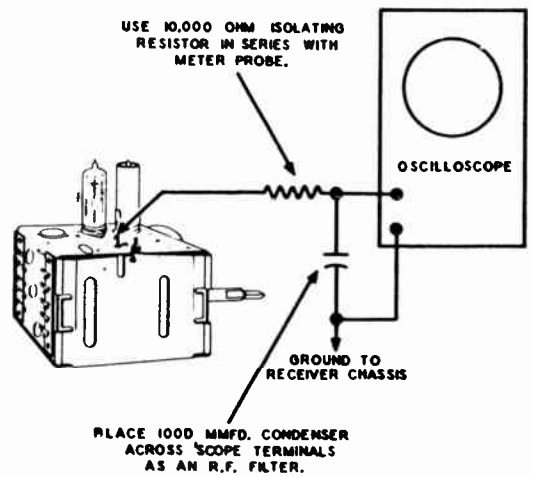 USE 10,000 OHM ISOLATING
RESISTOR IN SERIES WITH
METER PROBE.
OSCILLOSCOPE
GROUND TO
RECEIVER CHASSIS
PLACE 1000 MMFD. CONDENSER
ACROSS 'SCOPE TERMINALS
AS AN R.F. FILTER.